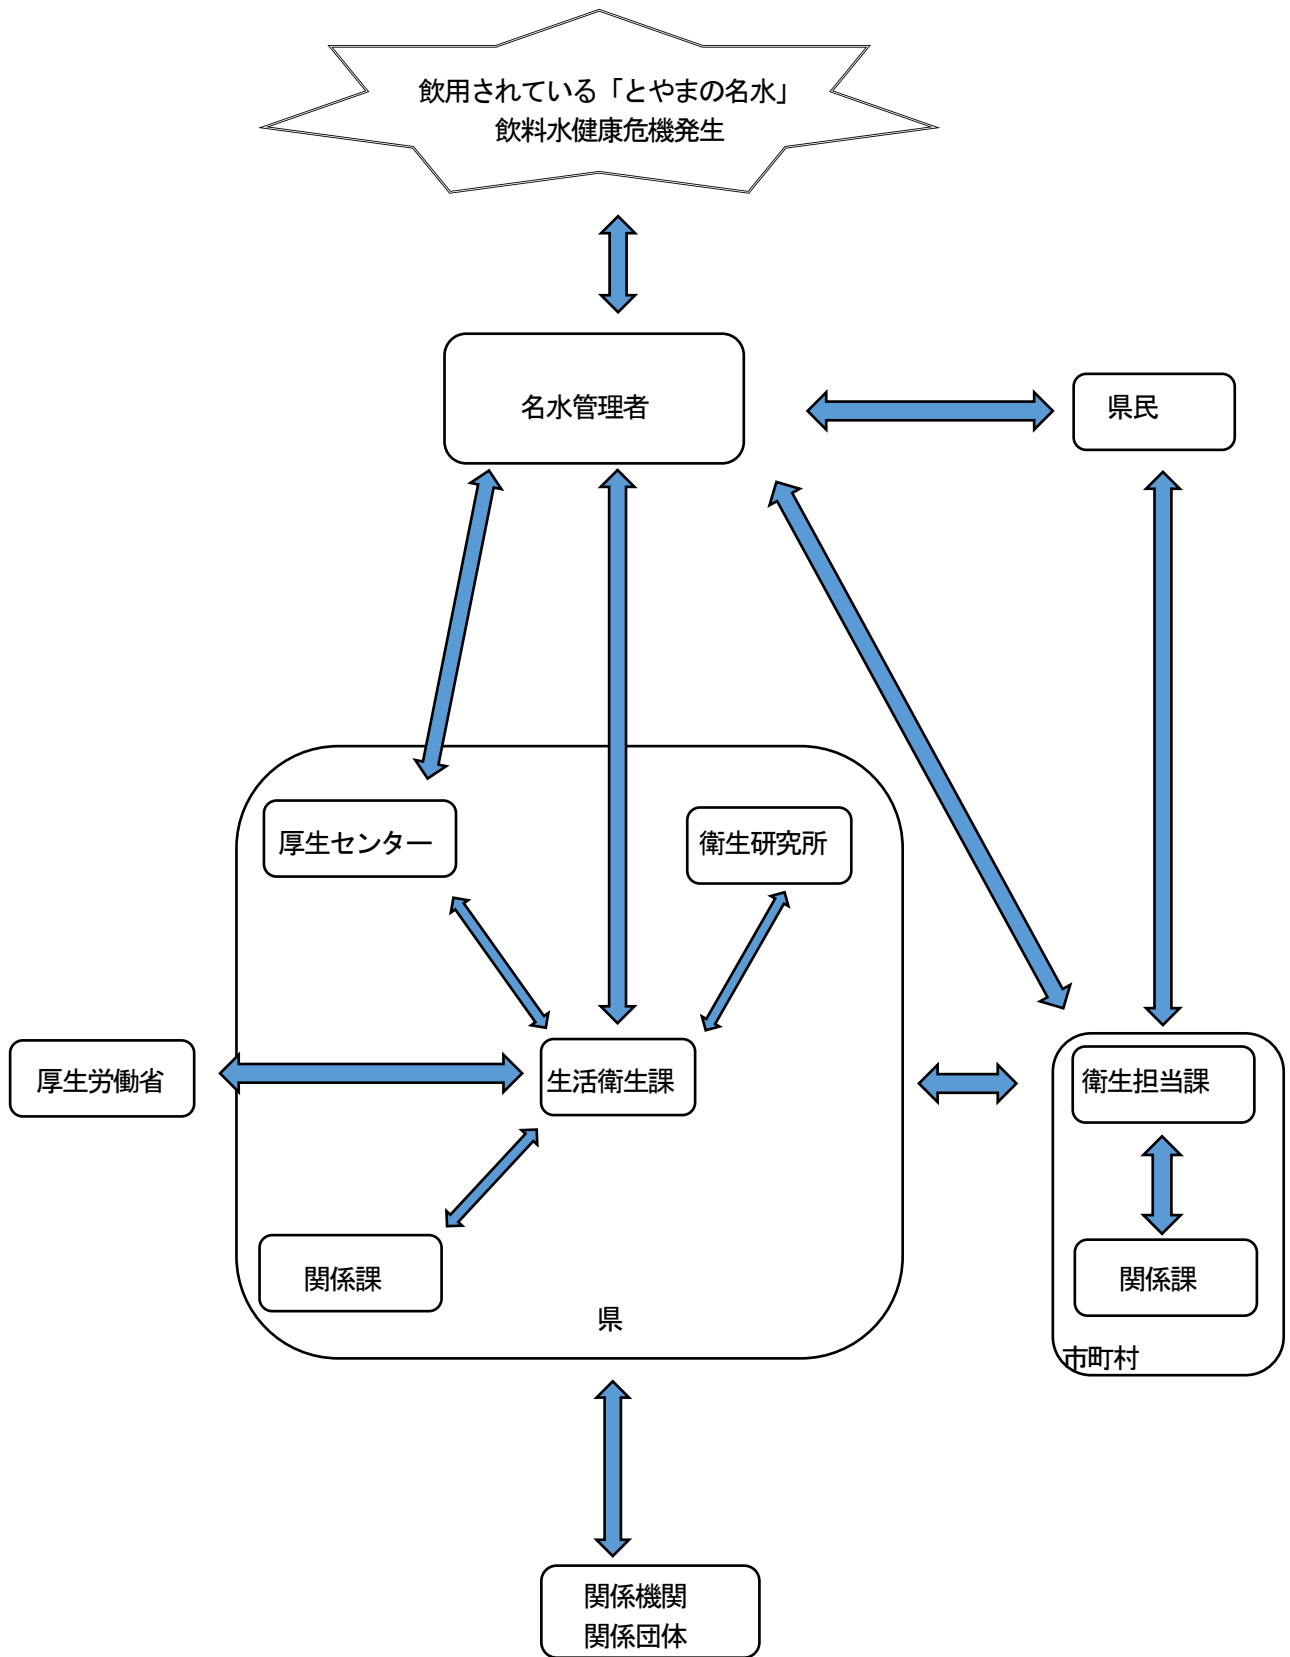 飲用されている「とやまの名水」
飲料水健康危機発生
名水管理者
県民
厚生センター
衛生研究所
厚生労働省
生活衛生課
衛生担当課
関係課
関係課
県
市町村
関係機関
関係団体